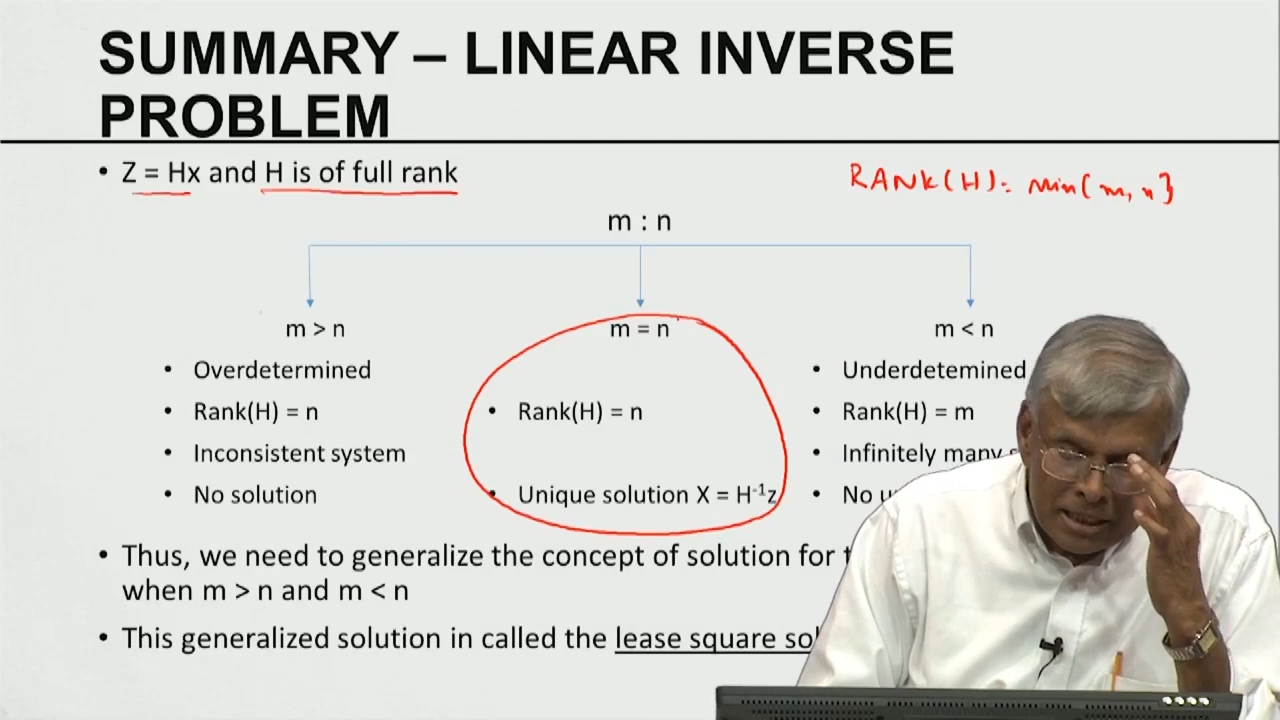 SUMMARY – LINEAR INVERSE
PROBLEM
• Z = Hx and H is of full rank
RANK(H) = Min{m, n}
m : n
m > n
m = n
m < n
• Overdetermined
• Rank(H) = n
• Underdetemined
• Rank(H) = n
• Rank(H) = m
• Inconsistent system
• Infinitely many
• No solution
• Unique solution X = H⁻¹z
• No
• Thus, we need to generalize the concept of solution for
when m > n and m < n
• This generalized solution in called the lease square